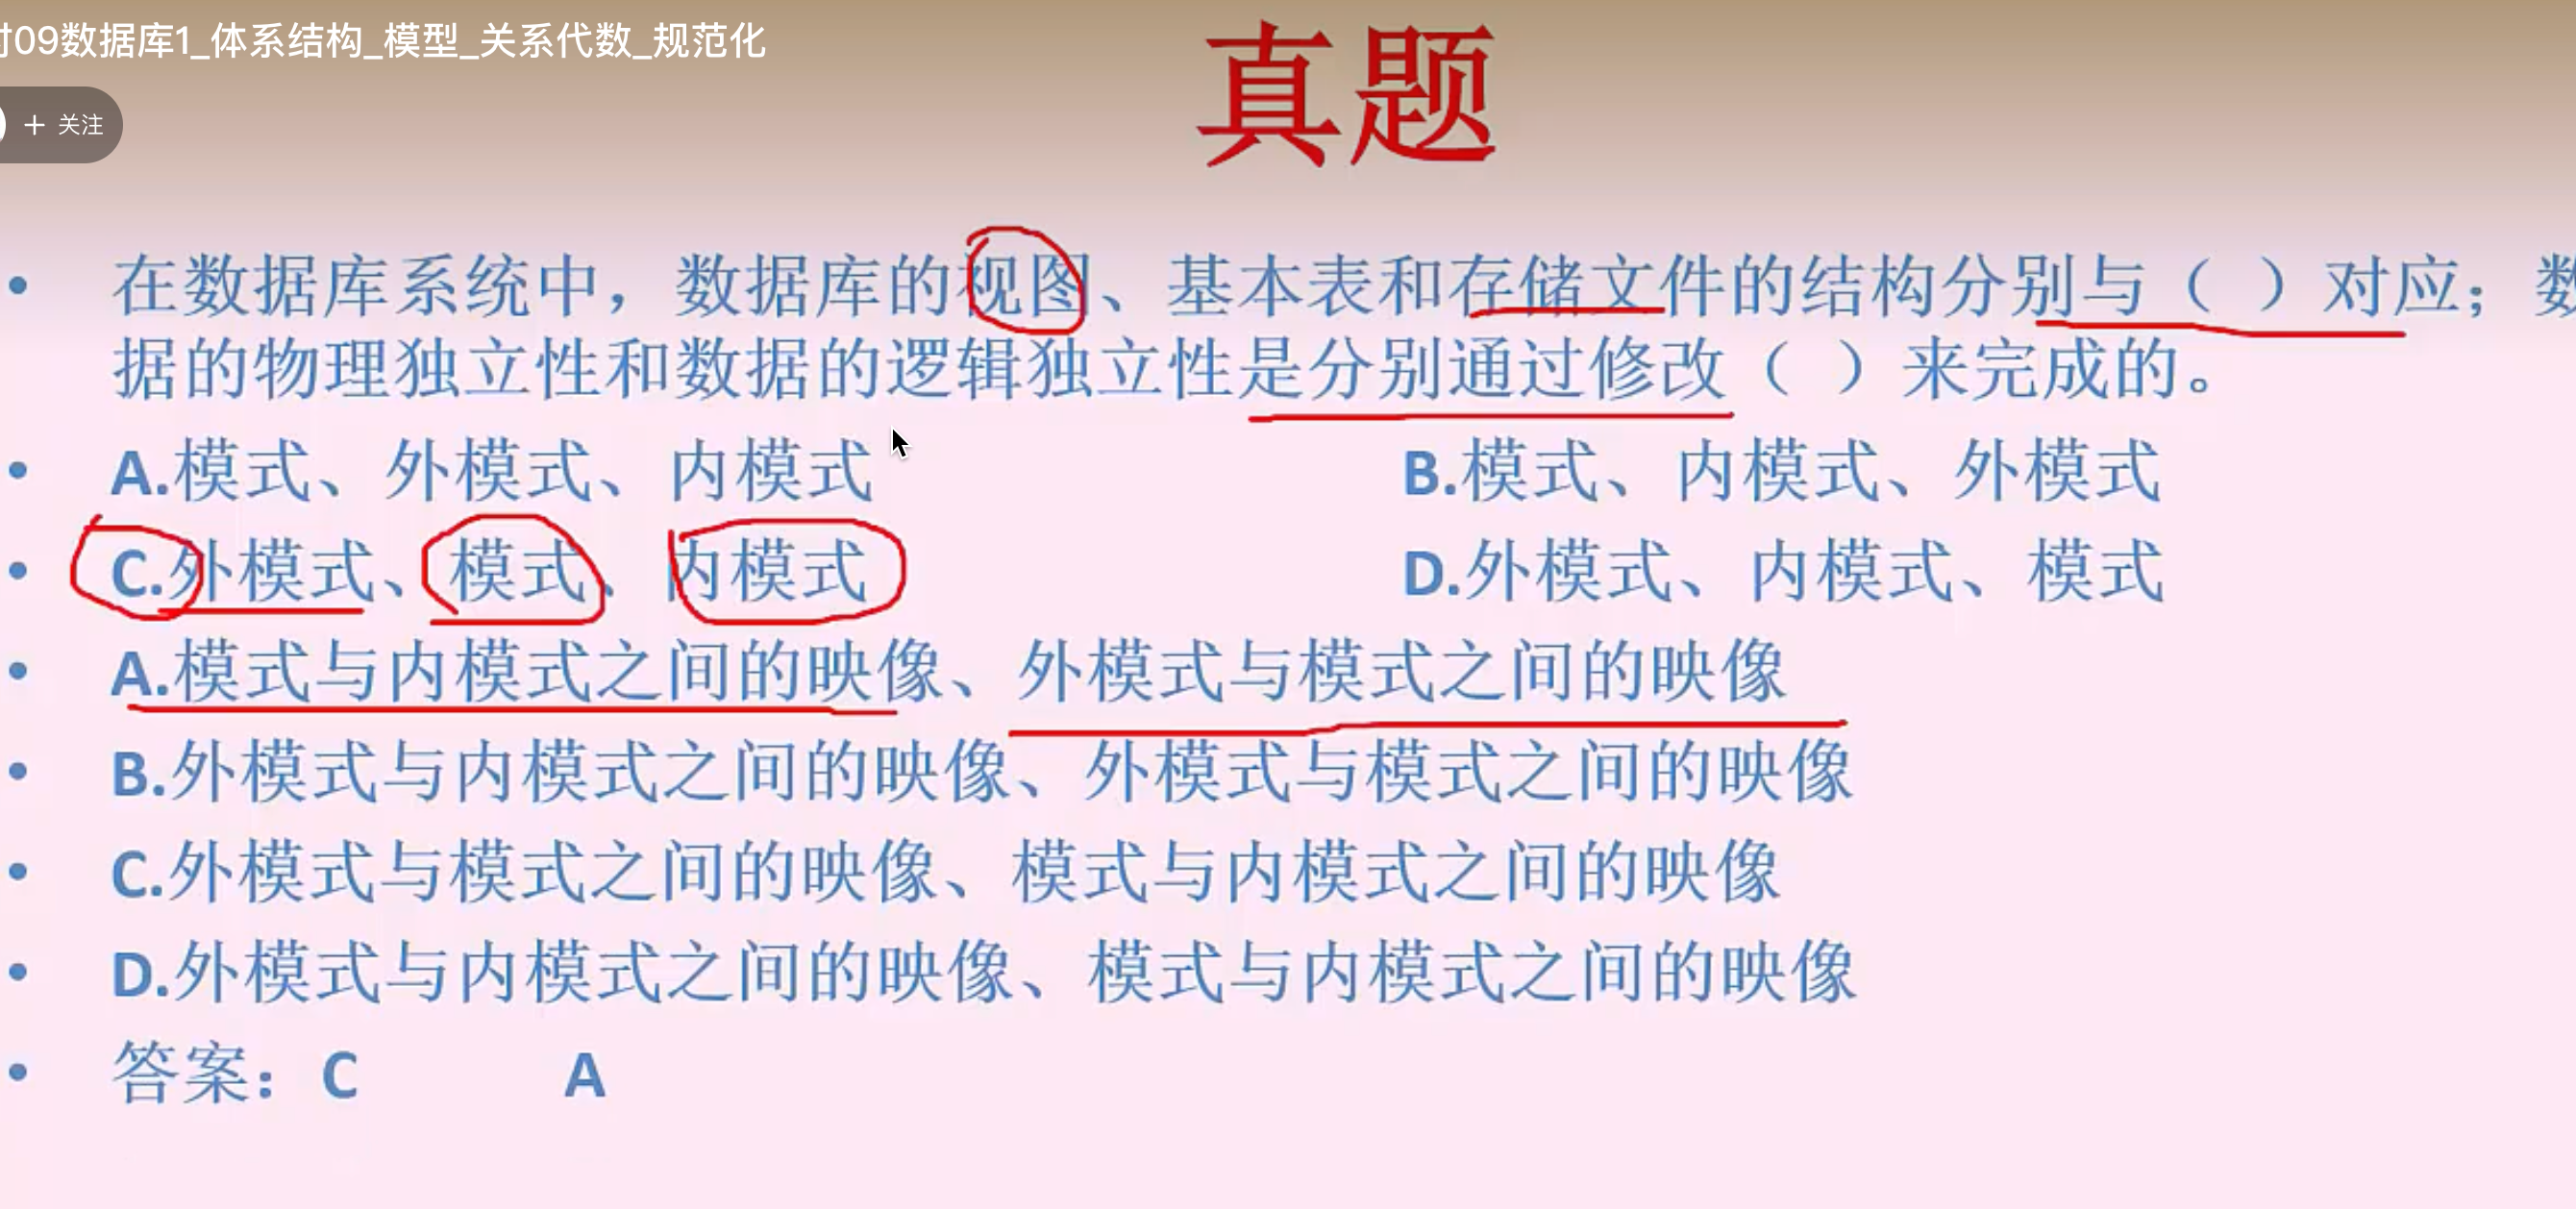 09数据库1_体系结构_模型_关系代数_规范化
真题
+ 关注
• 在数据库系统中，数据库的视图、基本表和存储文件的结构分别与（ ）对应；数
据的物理独立性和数据的逻辑独立性是分别通过修改（ ）来完成的。
• A.模式、外模式、内模式 B.模式、内模式、外模式
• C.外模式、模式、内模式 D.外模式、内模式、模式
• A.模式与内模式之间的映像、外模式与模式之间的映像
• B.外模式与内模式之间的映像、外模式与模式之间的映像
• C.外模式与模式之间的映像、模式与内模式之间的映像
• D.外模式与内模式之间的映像、模式与内模式之间的映像
• 答案：C A